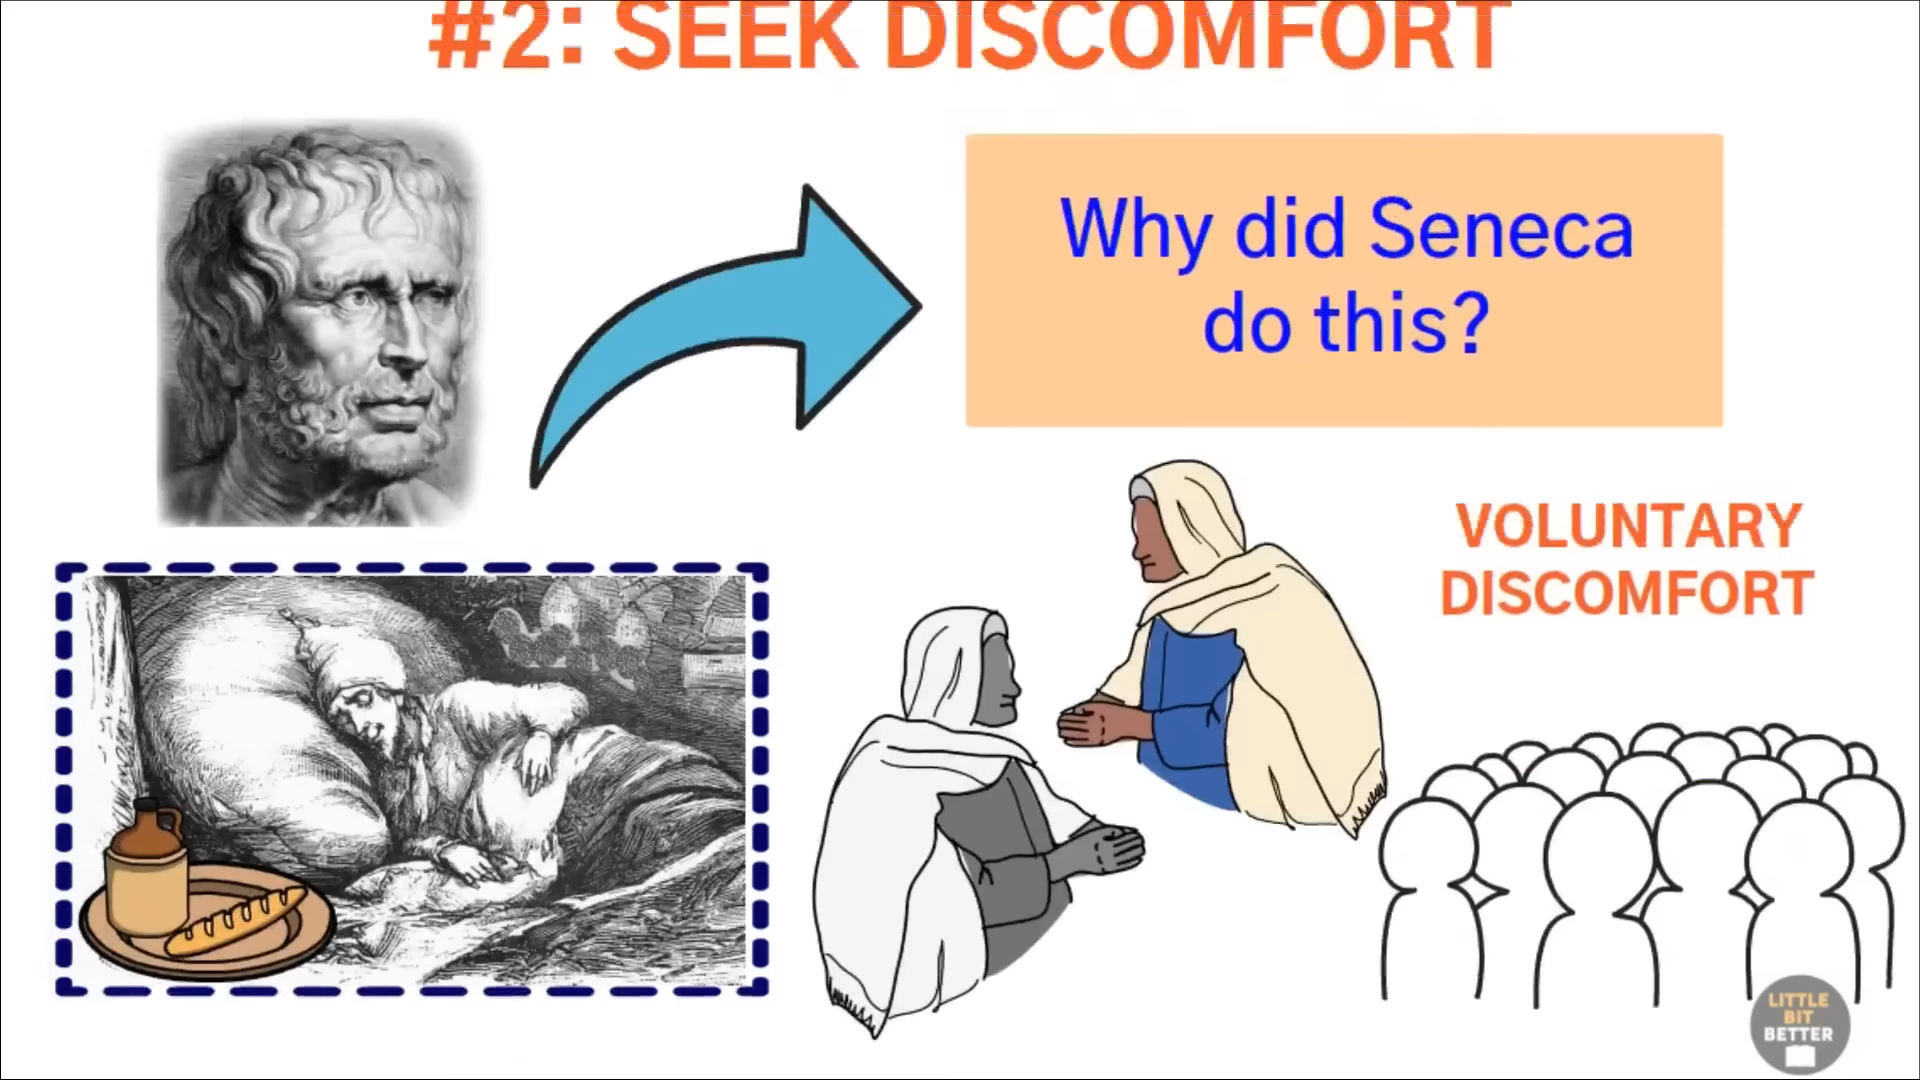 #2: SEEK DISCOMFORT
Why did Seneca
do this?
VOLUNTARY
DISCOMFORT
LITTLE
BIT
BETTER